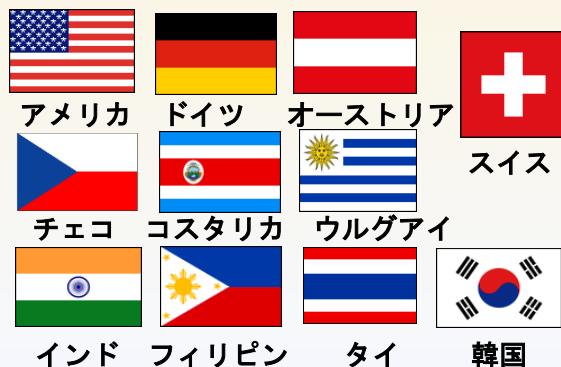 アメリカ ドイツ オーストリア
スイス
チェコ コスタリカ ウルグアイ
インド フィリピン タイ 韓国